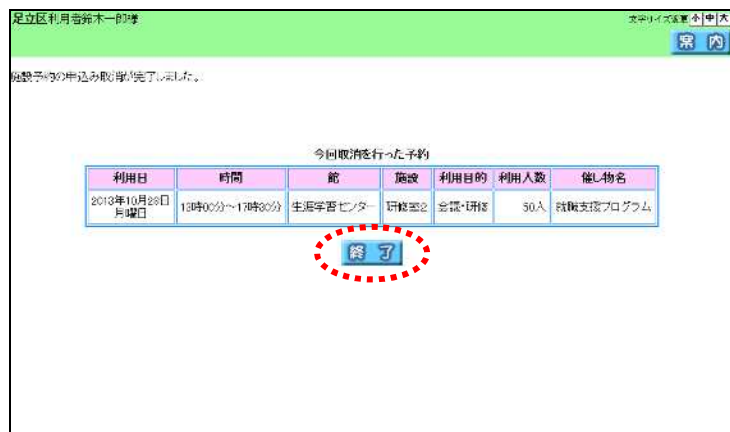 足立区利用者鈴木一郎様
文字サイズ変更 小 中 大
案内
施設予約の申込み取消が完了しました。
今回取消を行った予約
利用日 時間 館 施設 利用目的 利用人数 催し物名
2013年10月28日 月曜日 13時00分～17時30分 生涯学習センター 研修室2 会議・研修 50人 就職支援プログラム
終了